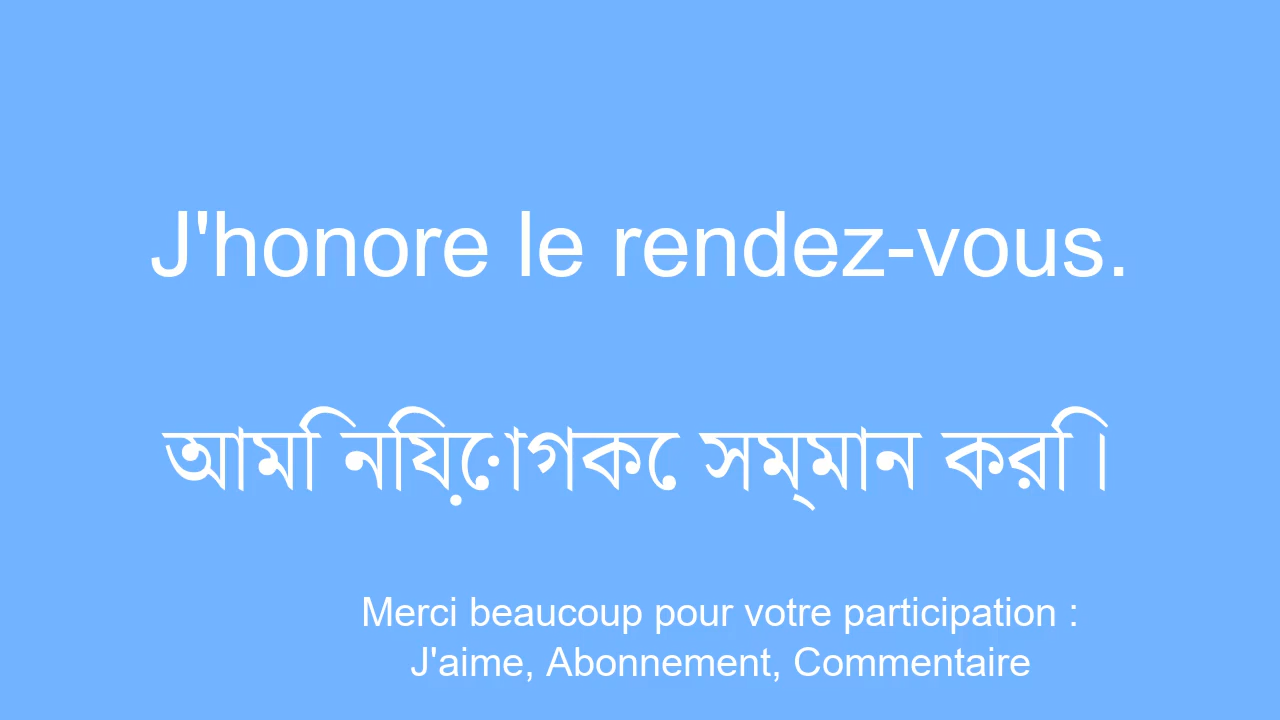 J'honore le rendez-vous.
আমি নিয়োগকে সম্মান করি।
Merci beaucoup pour votre participation :
J'aime, Abonnement, Commentaire